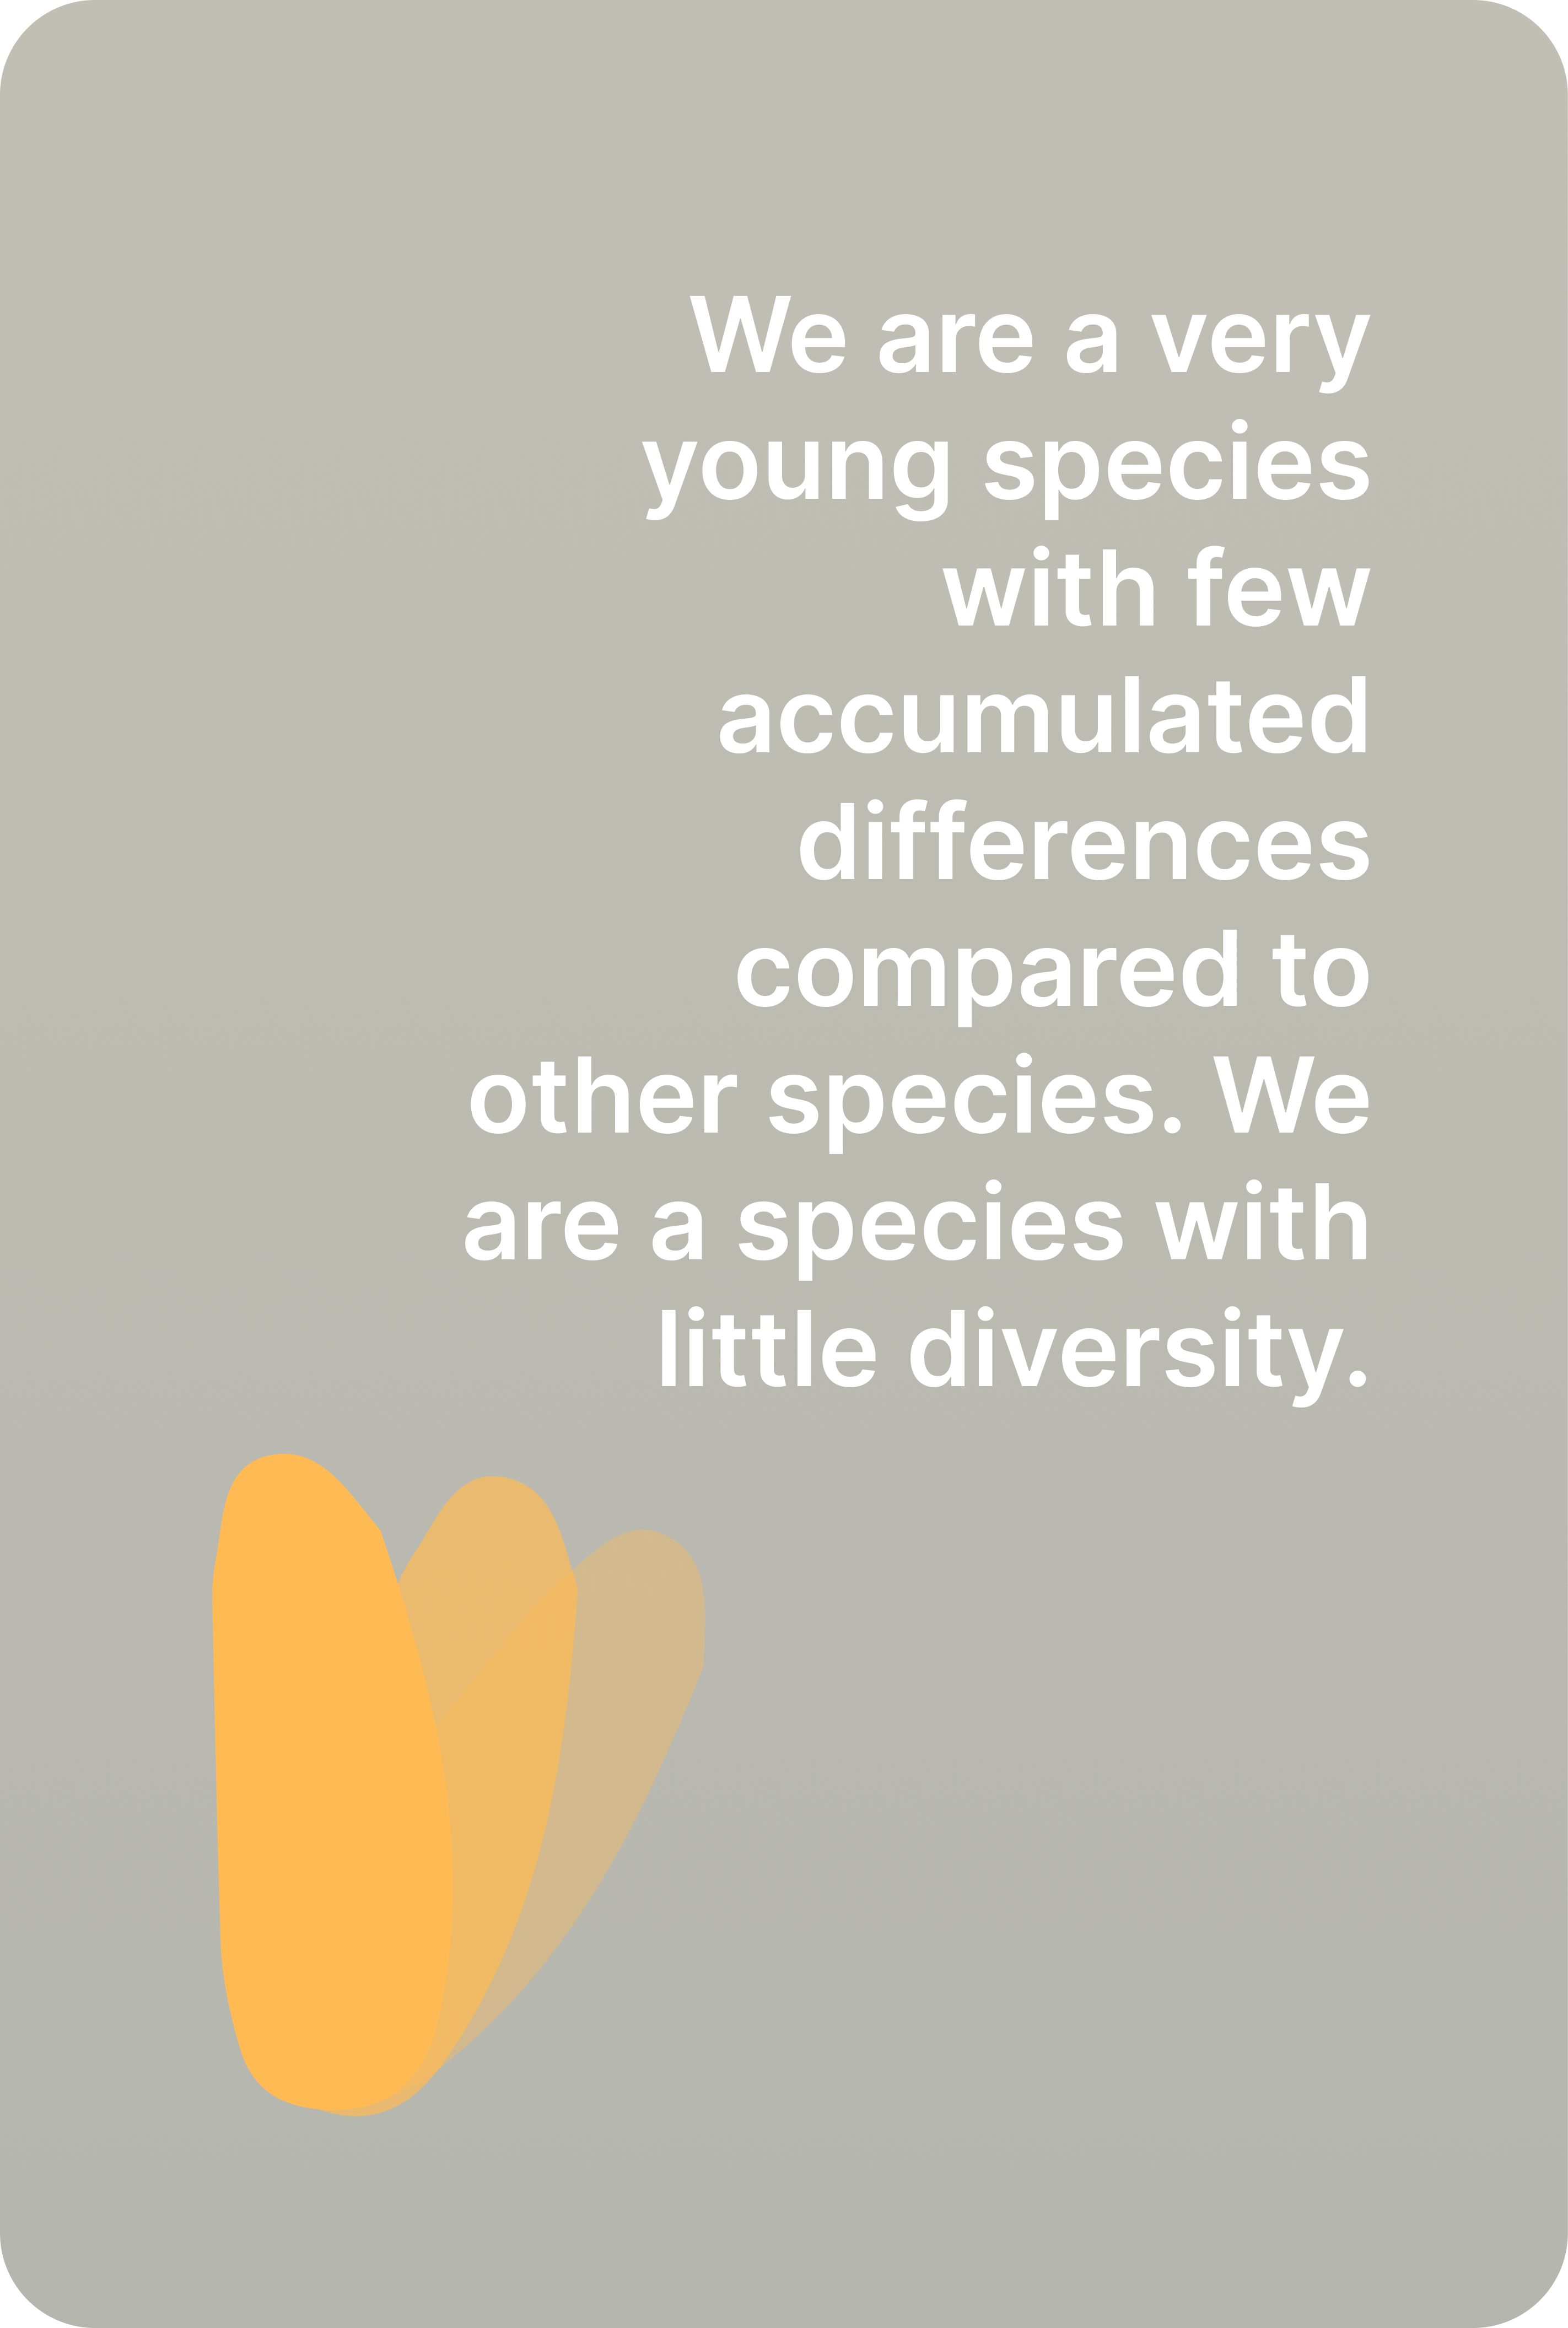 We are a very
young species
with few
accumulated
differences
compared to
other species. We
are a species with
little diversity.